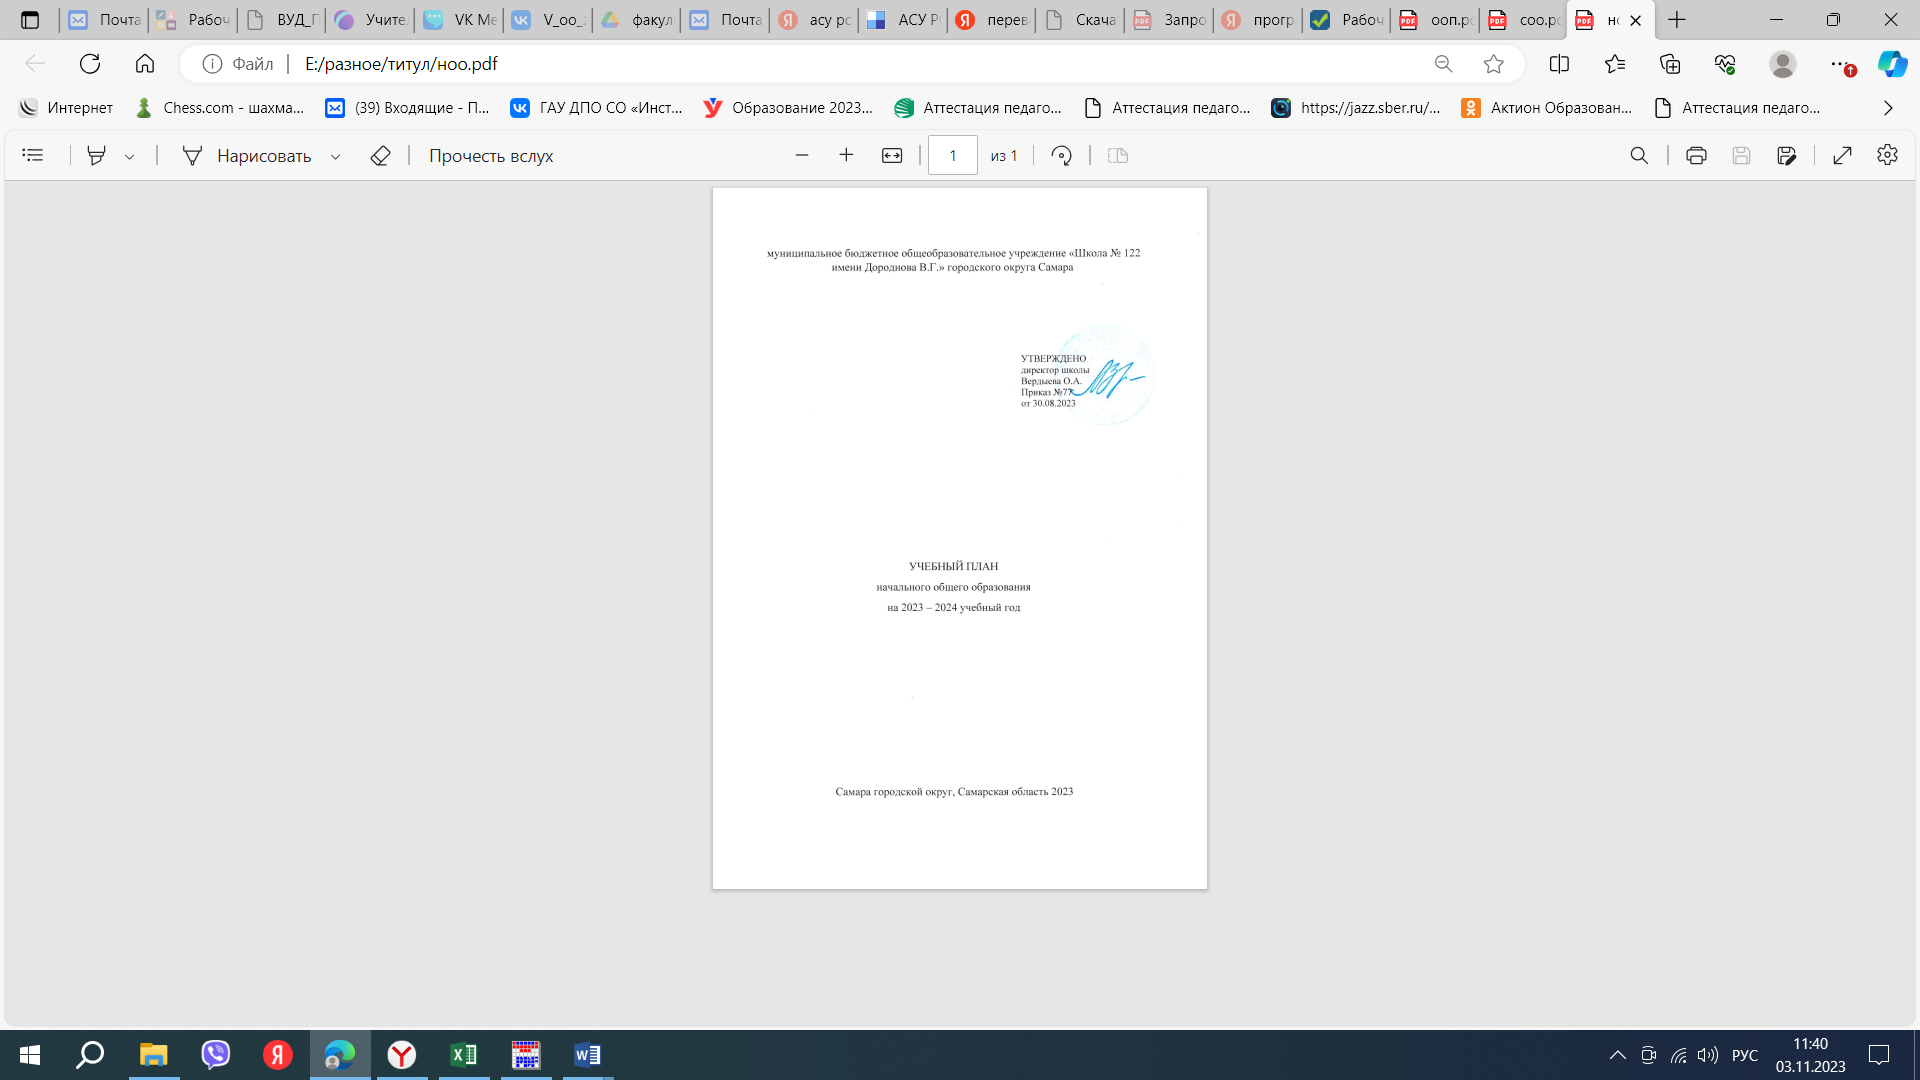 Почта
Рабоч
ВУД_П
Учите
VK Me
V_oo_
факул
Почта
асу рс
АСУ Р
перев
Скача
Запро
прогр
Рабоч
ооп.pd
соо.pd
но
Файл
E:/разное/титул/ноо.pdf
Интернет
Chess.com - шахма...
(39) Входящие - П...
ГАУ ДПО СО «Инст...
Образование 2023...
Аттестация педаго...
Аттестация педаго...
https://jazz.sber.ru/...
Актион Образован...
Аттестация педаго...
Нарисовать
Прочесть вслух
1
из 1
муниципальное бюджетное общеобразовательное учреждение «Школа № 122
имени Дороднова В.Г.» городского округа Самара
УТВЕРЖДЕНО
директор школы
Вердыева О.А.
Приказ №77
от 30.08.2023
УЧЕБНЫЙ ПЛАН
начального общего образования
на 2023 – 2024 учебный год
Самара городской округ, Самарская область 2023
РУС
11:40
03.11.2023